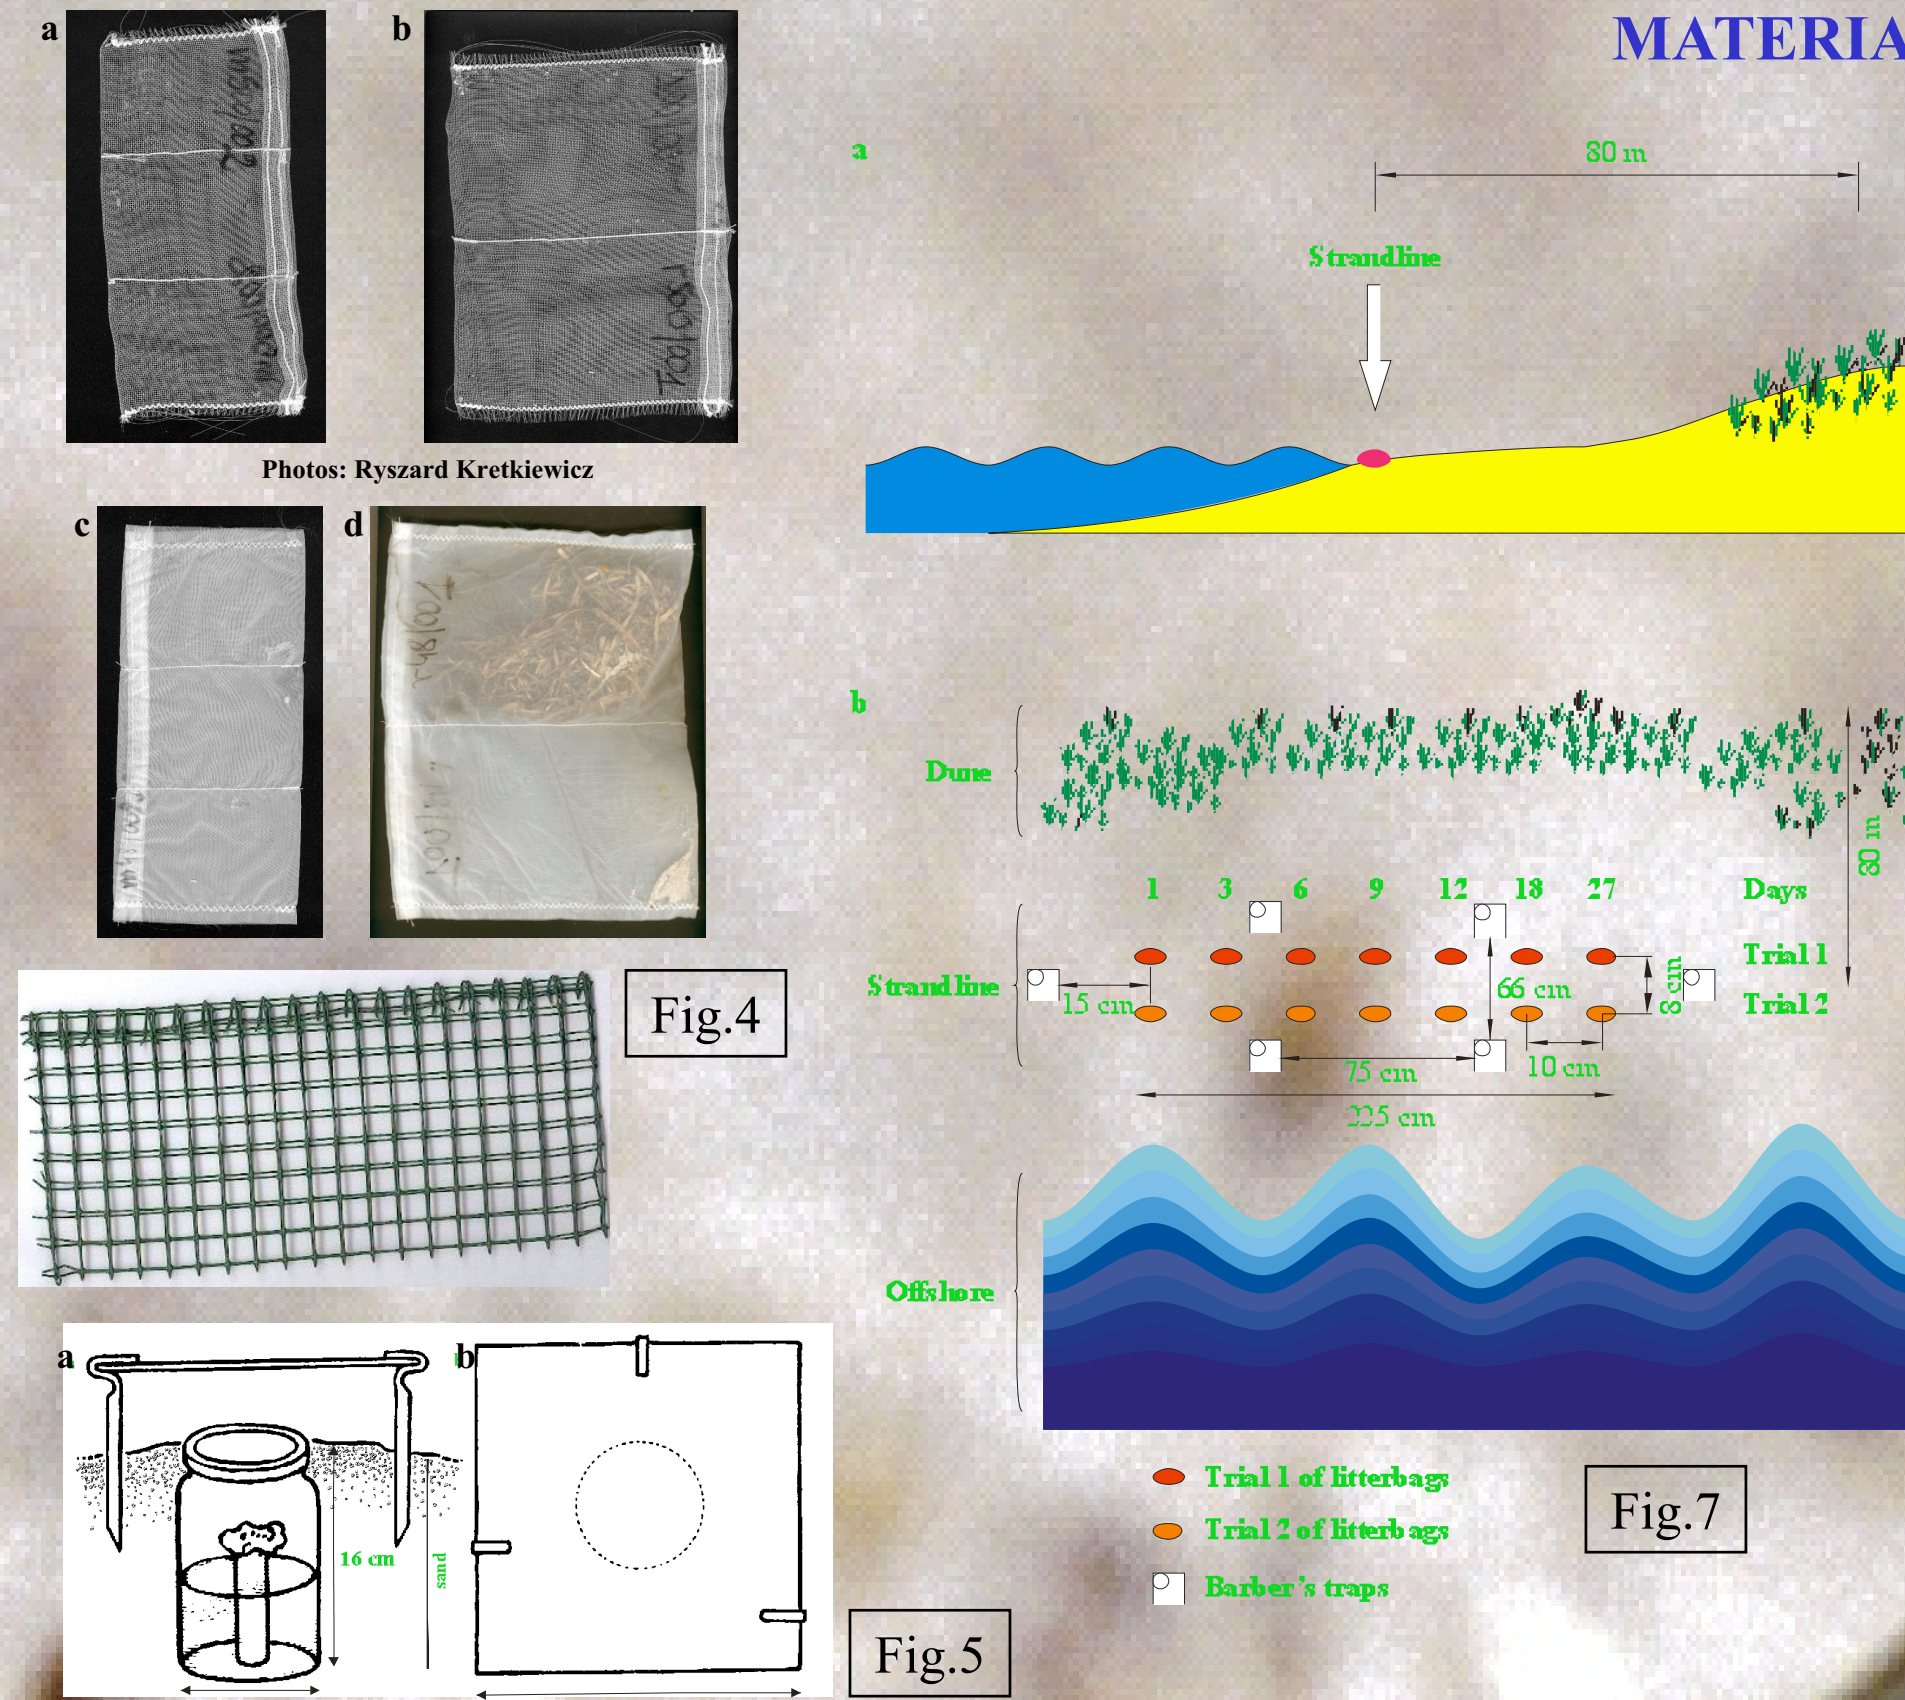 MATERIA
a
b
Photos: Ryszard Kretkiewicz
c
d
Fig.4
a
b
16 cm
sand
Fig.5
a
80 m
Strandline
b
Dune
80 m
1 3 6 9 12 18 27 Days
Trial 1
Strandline
15 cm
66 cm
8 cm
Trial 2
75 cm
10 cm
225 cm
Offshore
Trial 1 of litterbags
Trial 2 of litterbags
Barber's traps
Fig.7